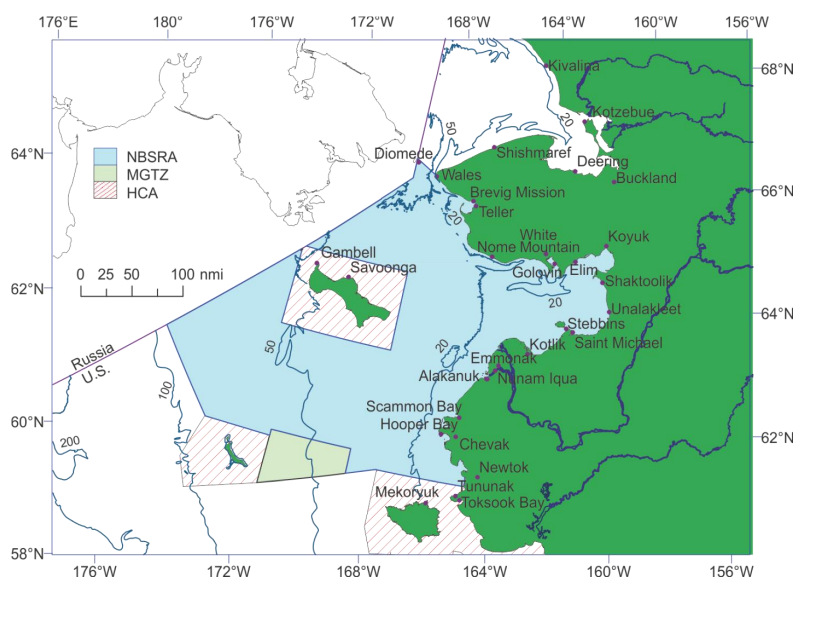 176°E 180° 176°W 172°W 168°W 164°W 160°W 156°W
Kivalina
68°N
Kotzebue
20
50
64°N
Diomede
Shishmaref
Deering
NBSRA
MGTZ
HCA
Wales
Buckland
66°N
Brevig Mission
Teller
20
White
Mountain
Koyuk
Nome
Gambell
Savoonga
Golovin
Elim
0 25 50 100 nmi
Shaktoolik
62°N
20
Unalakleet
64°N
Stebbins
Saint Michael
50
20
Kotlik
Russia
U.S.
Emmonak
Alakanuk
Nunam Iqua
100
Scammon Bay
60°N
Hooper Bay
200
Chevak
62°N
Newtok
Mekoryuk
Tununak
Toksook Bay
58°N
176°W 172°W 168°W 164°W 160°W 156°W